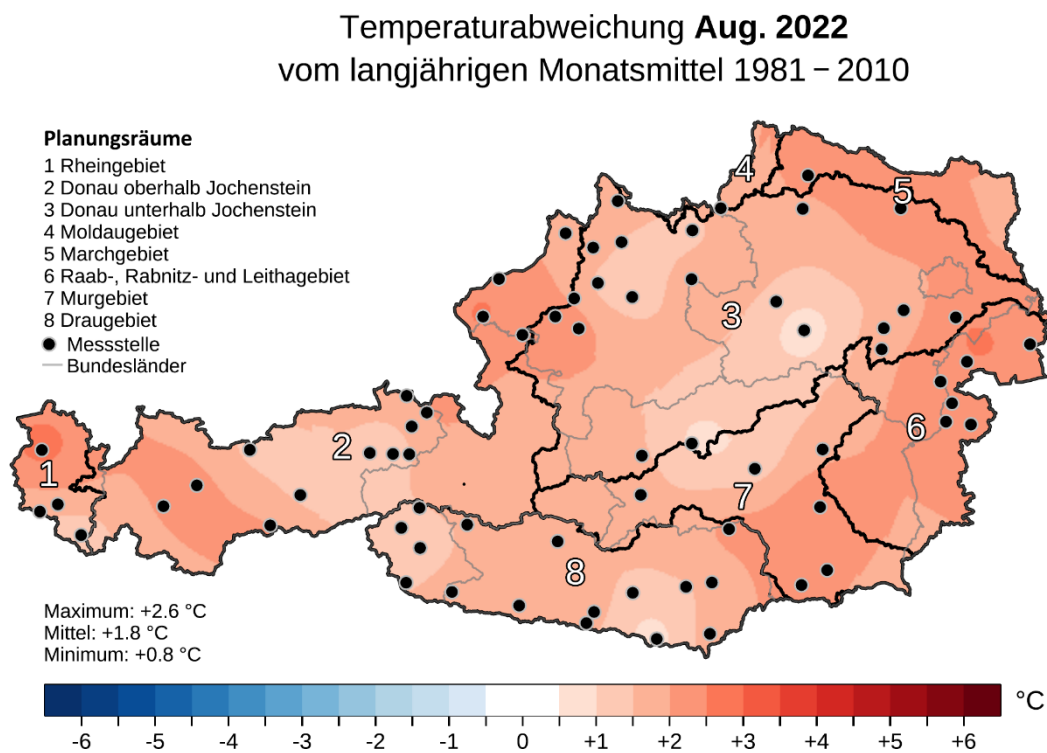 Temperaturabweichung Aug. 2022
vom langjährigen Monatsmittel 1981 – 2010
Planungsräume
1 Rheingebiet
2 Donau oberhalb Jochenstein
3 Donau unterhalb Jochenstein
4 Moldaugebiet
5 Marchgebiet
6 Raab-, Rabnitz- und Leithagebiet
7 Murgebiet
8 Draugebiet
Messstelle
Bundesländer
4
5
3
2
6
1
7
8
Maximum: +2.6 °C
Mittel: +1.8 °C
Minimum: +0.8 °C
°C
-6 -5 -4 -3 -2 -1 0 +1 +2 +3 +4 +5 +6